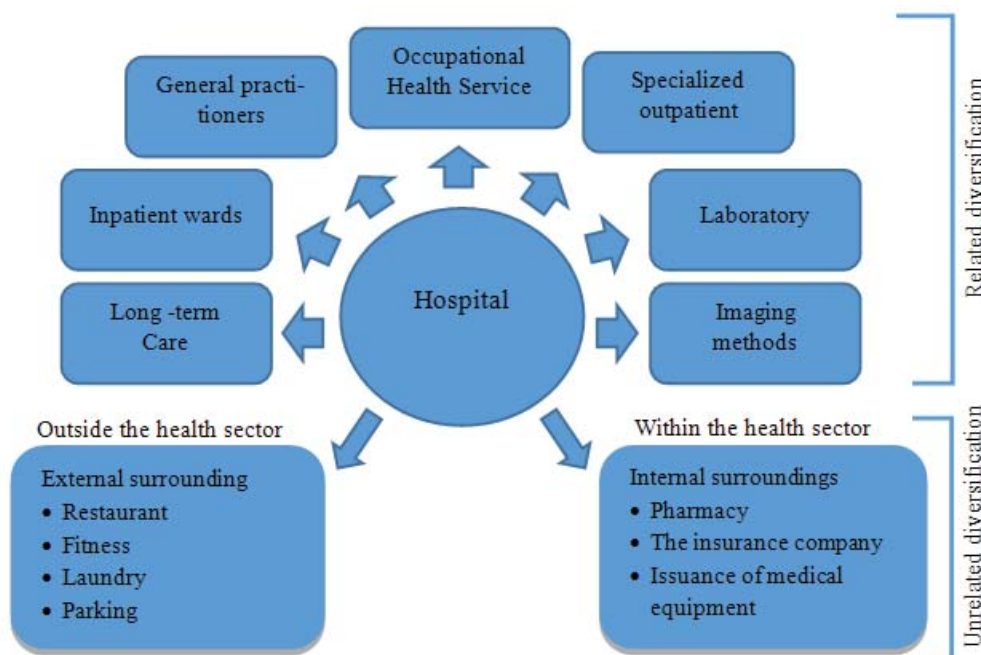 Occupational
Health Service
General practi-
tioners
Specialized
outpatient
Related diversification
Inpatient wards
Laboratory
Hospital
Long -term
Care
Imaging
methods
Outside the health sector
Within the health sector
External surrounding
• Restaurant
• Fitness
• Laundry
• Parking
Internal surroundings
• Pharmacy
• The insurance company
• Issuance of medical
equipment
Unrelated diversification